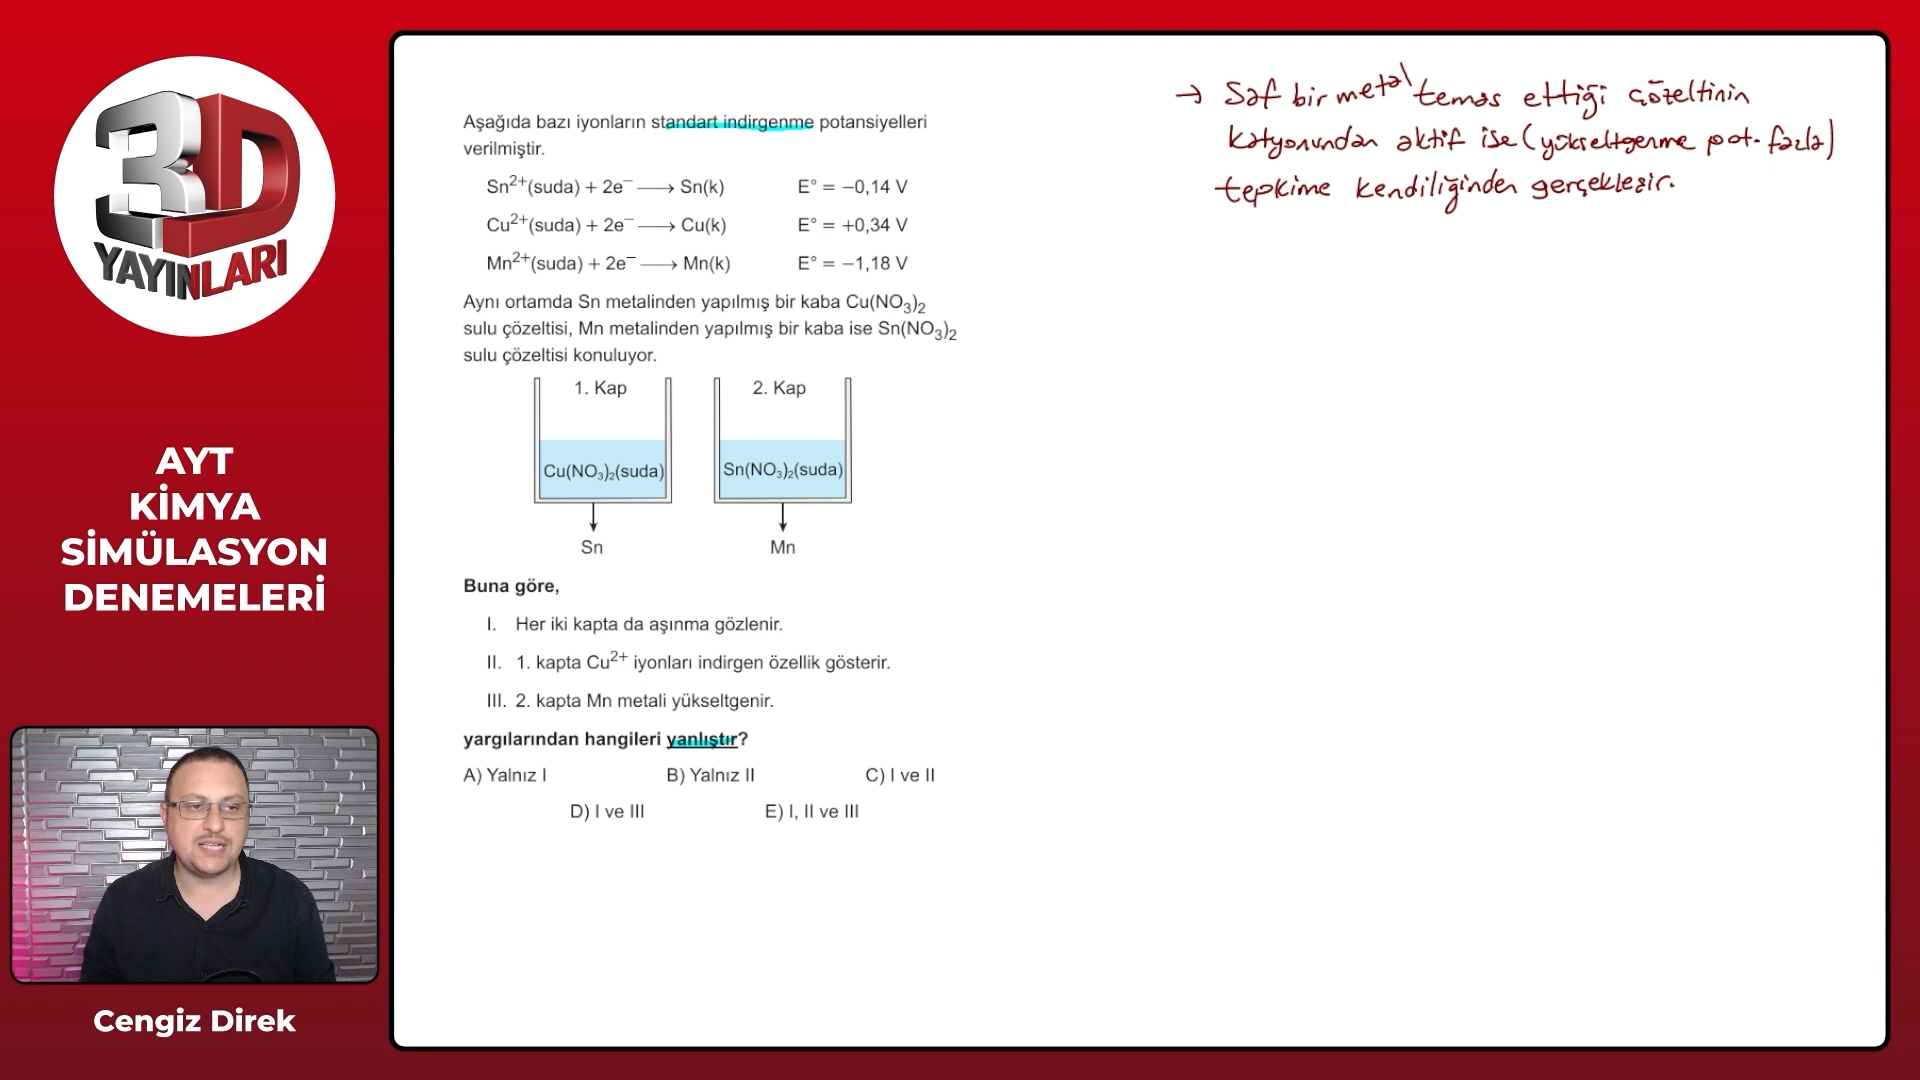 3D
YAYINLARI
AYT
KİMYA
SİMÜLASYON
DENEMELERİ
Cengiz Direk
Aşağıda bazı iyonların standart indirgenme potansiyelleri
verilmiştir.
Sn²⁺(suda) + 2e⁻ ⟶ Sn(k) E° = −0,14 V
Cu²⁺(suda) + 2e⁻ ⟶ Cu(k) E° = +0,34 V
Mn²⁺(suda) + 2e⁻ ⟶ Mn(k) E° = −1,18 V
Aynı ortamda Sn metalinden yapılmış bir kaba Cu(NO₃)₂
sulu çözeltisi, Mn metalinden yapılmış bir kaba ise Sn(NO₃)₂
sulu çözeltisi konuluyor.
1. Kap 2. Kap
Cu(NO₃)₂(suda) Sn(NO₃)₂(suda)
Sn Mn
Buna göre,
I. Her iki kapta da aşınma gözlenir.
II. 1. kapta Cu²⁺ iyonları indirgen özellik gösterir.
III. 2. kapta Mn metali yükseltgenir.
yargılarından hangileri yanlıştır?
A) Yalnız I B) Yalnız II C) I ve II
D) I ve III E) I, II ve III
→ Saf bir metal temas ettiği çözeltinin
katyonundan aktif ise (yükseltgenme pot. fazla)
tepkime kendiliğinden gerçekleşir.